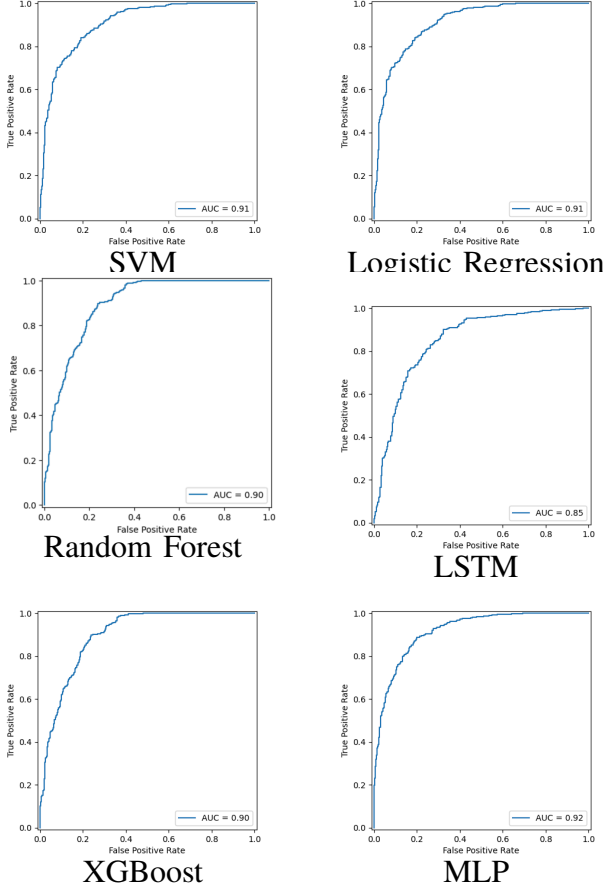 1.0
0.8
0.6
0.4
0.2
0.0
True Positive Rate
AUC = 0.91
0.0 0.2 0.4 0.6 0.8 1.0
False Positive Rate
SVM
1.0
0.8
0.6
0.4
0.2
0.0
True Positive Rate
AUC = 0.91
0.0 0.2 0.4 0.6 0.8 1.0
False Positive Rate
Logistic Regression
1.0
0.8
0.6
0.4
0.2
0.0
True Positive Rate
AUC = 0.90
0.0 0.2 0.4 0.6 0.8 1.0
False Positive Rate
Random Forest
1.0
0.8
0.6
0.4
0.2
0.0
True Positive Rate
AUC = 0.85
0.0 0.2 0.4 0.6 0.8 1.0
False Positive Rate
LSTM
1.0
0.8
0.6
0.4
0.2
0.0
True Positive Rate
AUC = 0.90
0.0 0.2 0.4 0.6 0.8 1.0
False Positive Rate
XGBoost
1.0
0.8
0.6
0.4
0.2
0.0
True Positive Rate
AUC = 0.92
0.0 0.2 0.4 0.6 0.8 1.0
False Positive Rate
MLP